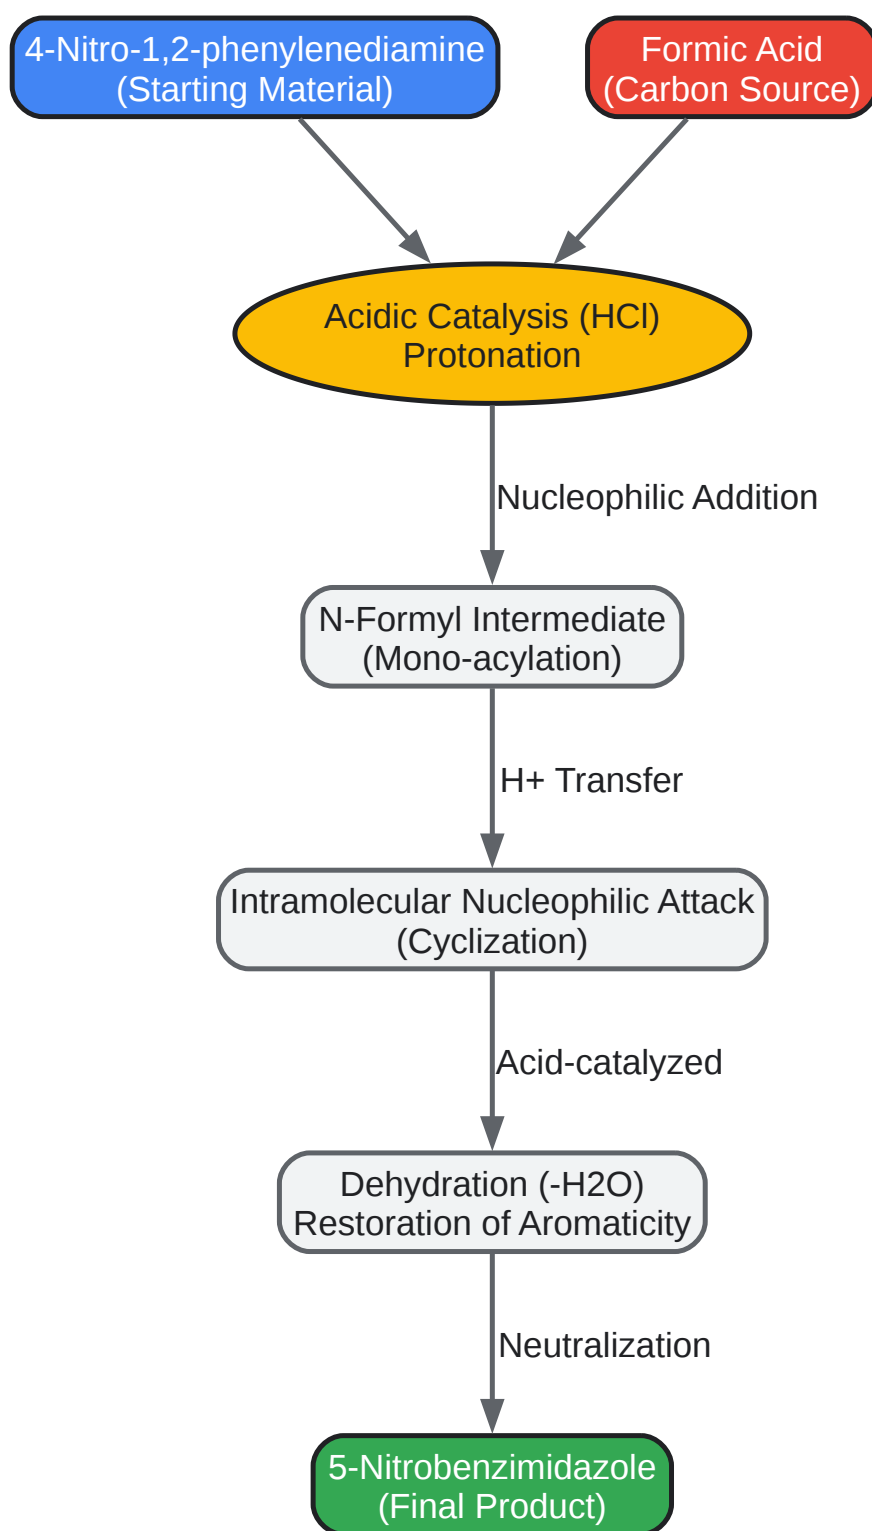 4-Nitro-1,2-phenylenediamine
(Starting Material)
Formic Acid
(Carbon Source)
Acidic Catalysis (HCl)
Protonation
Nucleophilic Addition
N-Formyl Intermediate
(Mono-acylation)
H+ Transfer
Intramolecular Nucleophilic Attack
(Cyclization)
Acid-catalyzed
Dehydration (-H2O)
Restoration of Aromaticity
Neutralization
5-Nitrobenzimidazole
(Final Product)